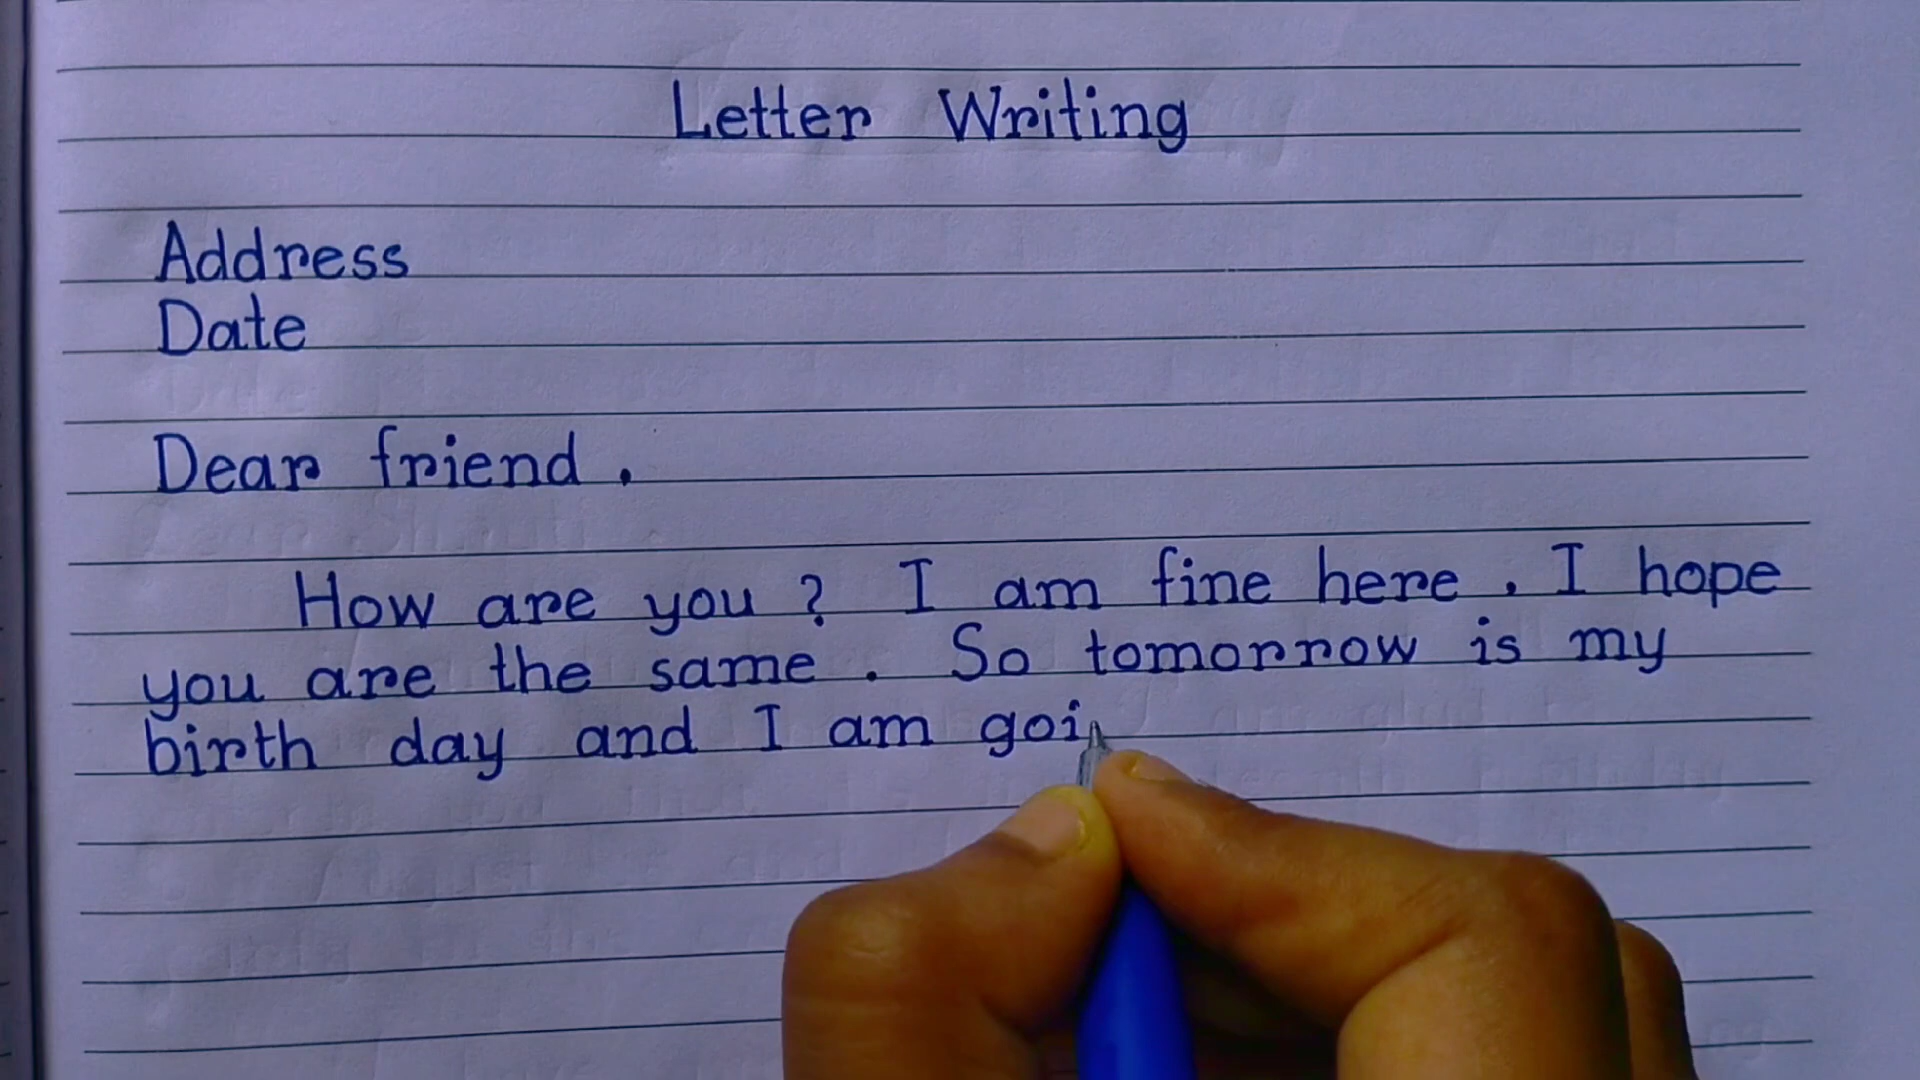 Letter Writing
Address
Date
Dear friend .
How are you ? I am fine here . I hope
you are the same . So tomorrow is my
birth day and I am goi